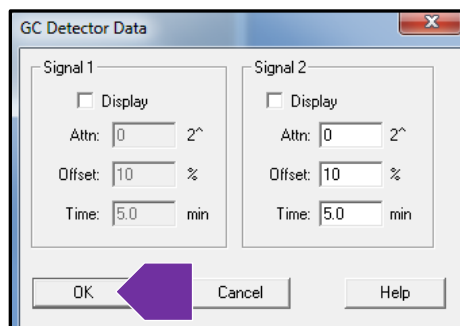 GC Detector Data
Signal 1 Signal 2
Display Display
Attn: 0 2^ Attn: 0 2^
Offset: 10 % Offset: 10 %
Time: 5.0 min Time: 5.0 min
OK Cancel Help